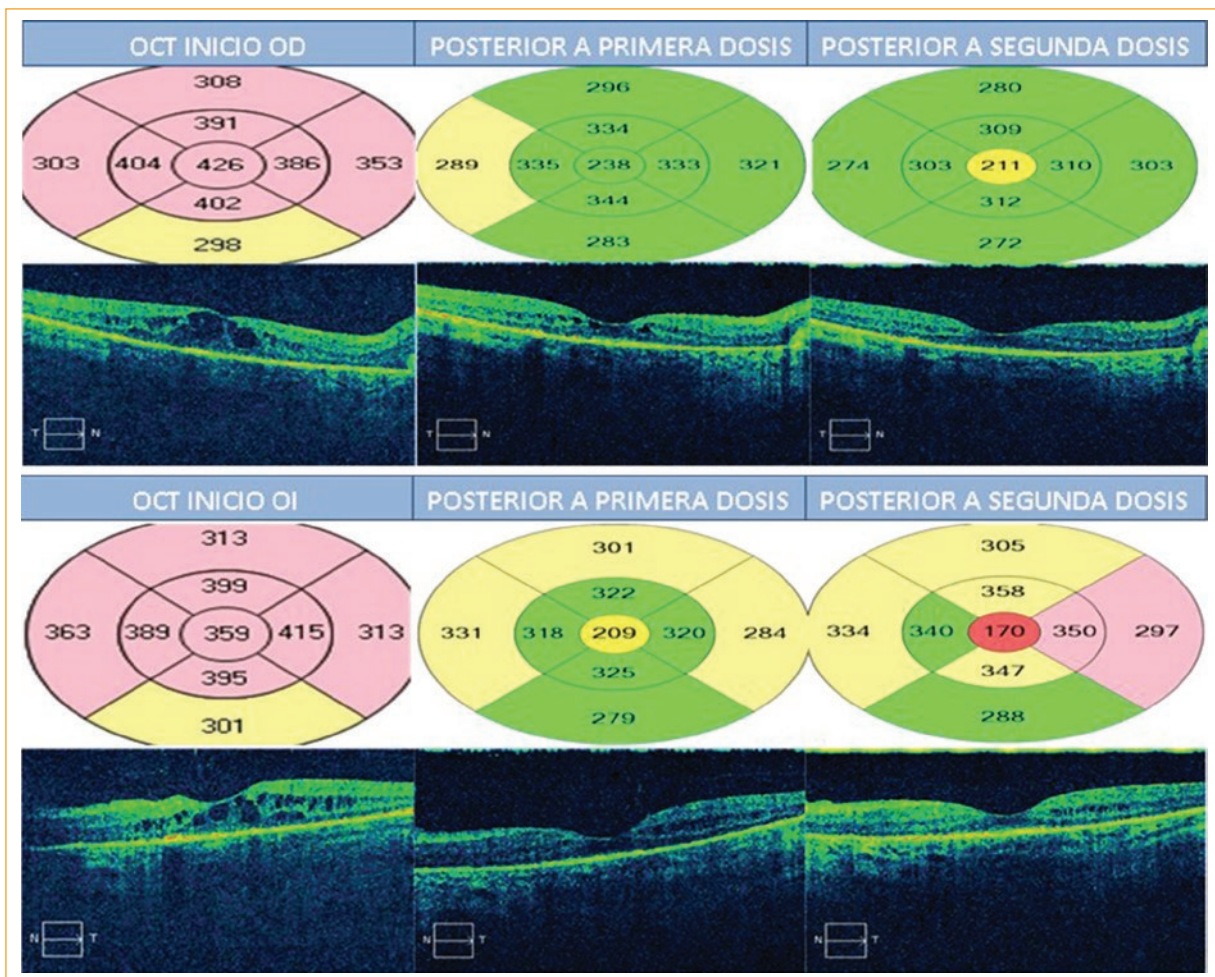 OCT INICIO OD POSTERIOR A PRIMERA DOSIS POSTERIOR A SEGUNDA DOSIS
308 296 280
391 334 309
303 404 426 386 353 289 335 238 333 321 274 303 211 310 303
402 344 312
298 283 272
T N T N T N
OCT INICIO OI POSTERIOR A PRIMERA DOSIS POSTERIOR A SEGUNDA DOSIS
313 301 305
399 322 358
363 389 359 415 313 331 318 209 320 284 334 340 170 350 297
395 325 347
301 279 288
N T N T N T